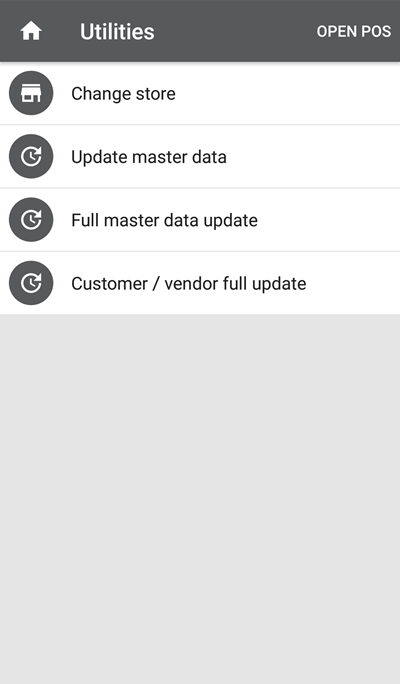 Utilities
OPEN POS
Change store
Update master data
Full master data update
Customer / vendor full update